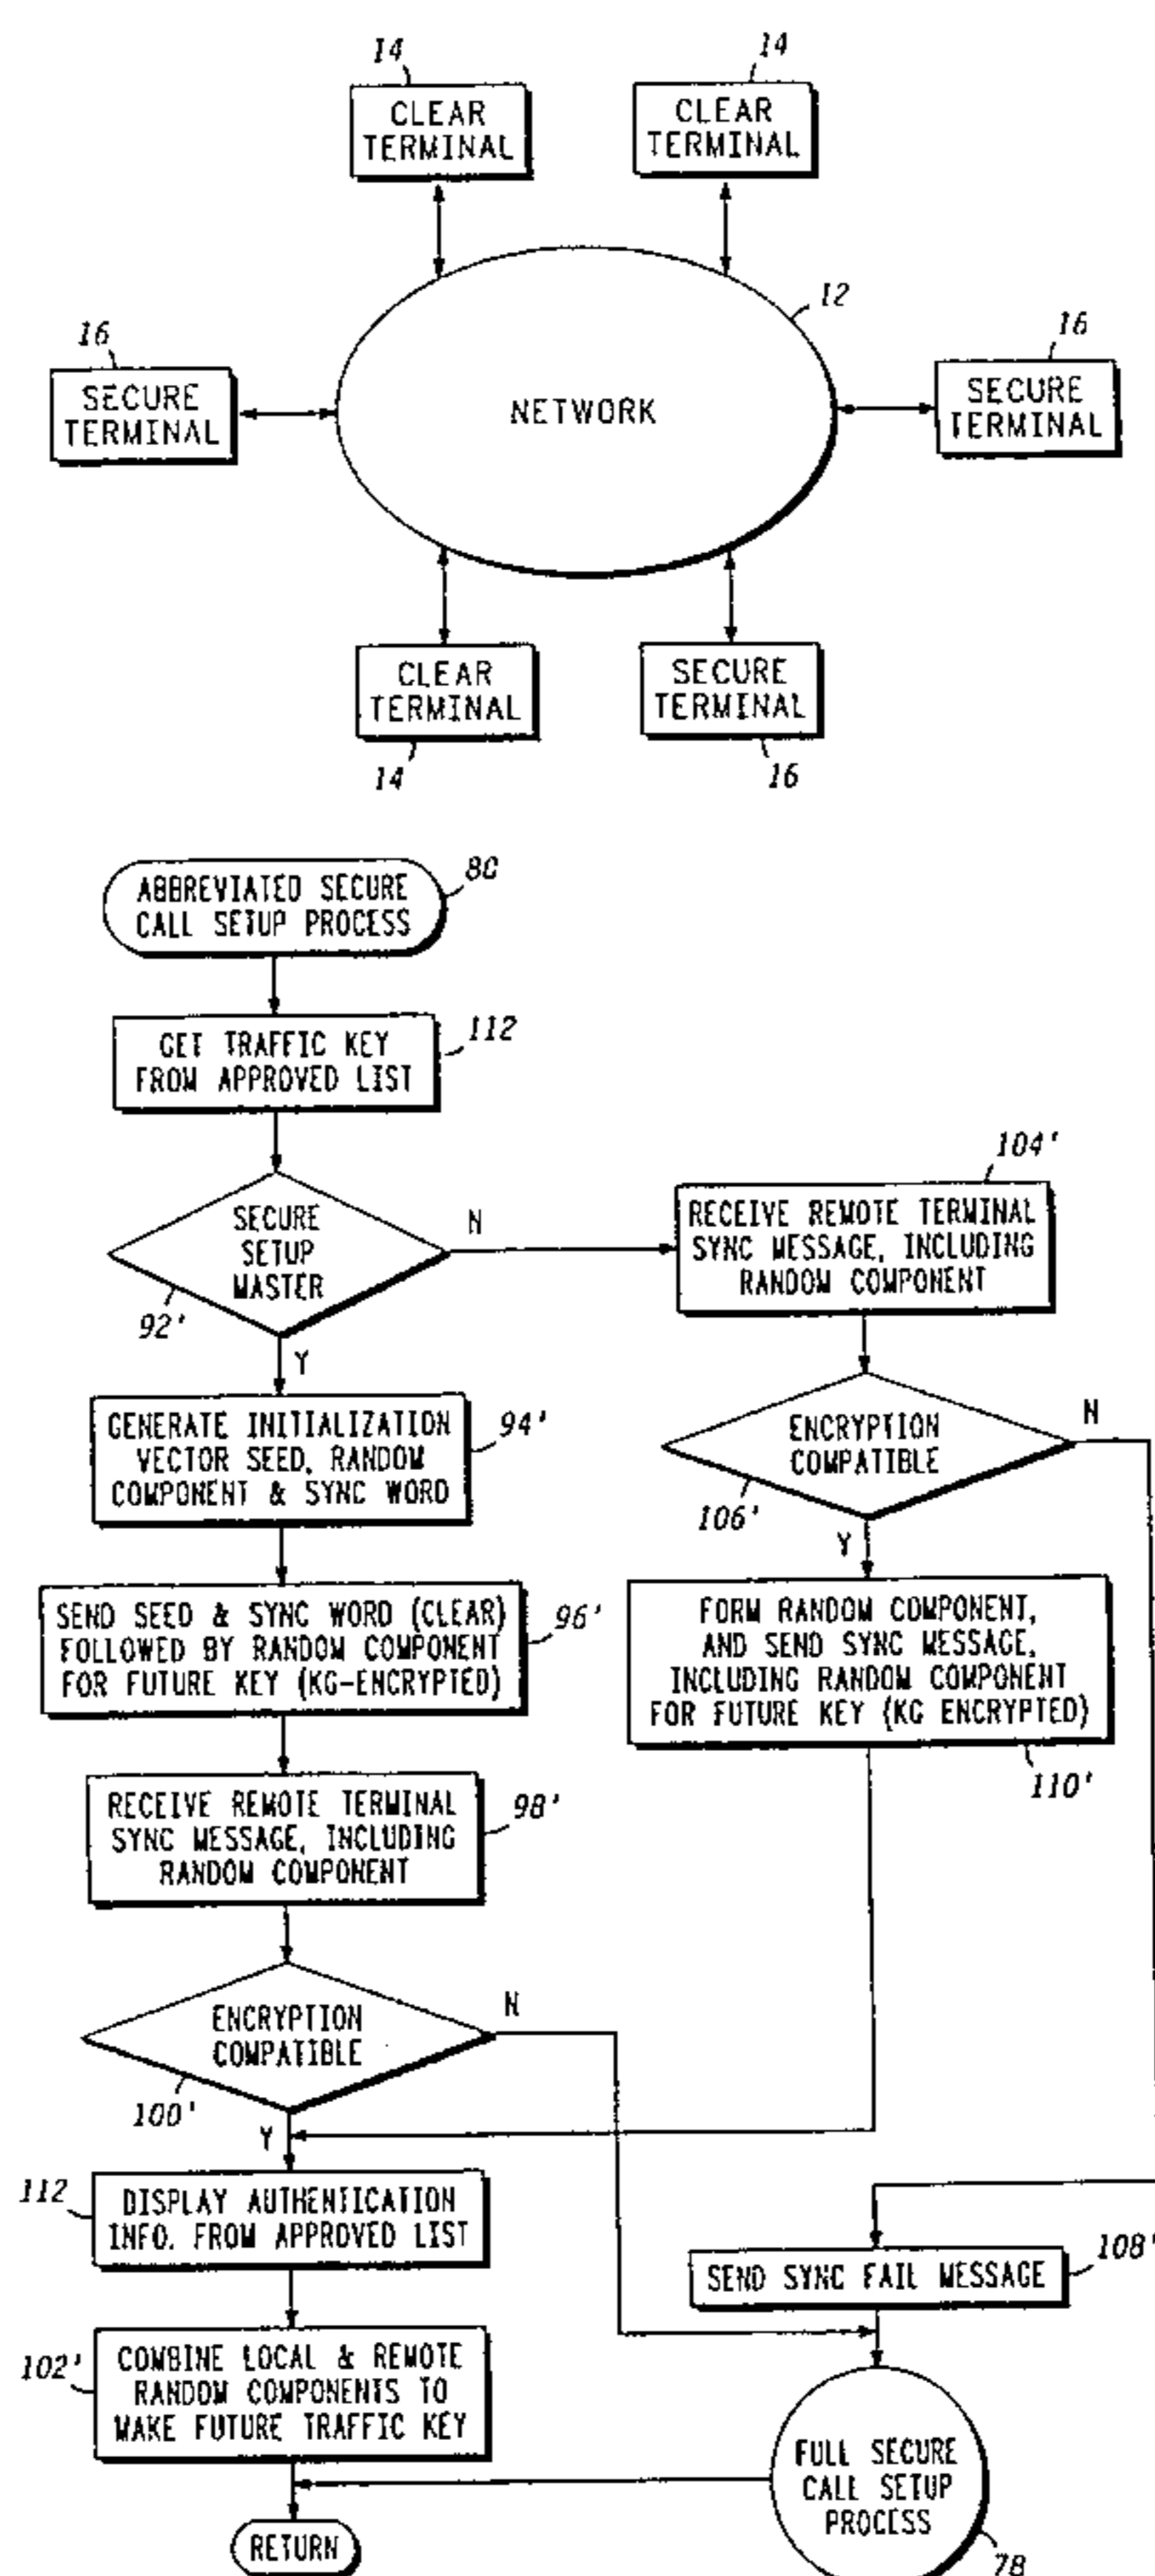 14
14
CLEAR
TERMINAL
CLEAR
TERMINAL
12
16
SECURE
TERMINAL
NETWORK
16
SECURE
TERMINAL
CLEAR
TERMINAL
14
SECURE
TERMINAL
16
ABBREVIATED SECURE
CALL SETUP PROCESS
80
GET TRAFFIC KEY
FROM APPROVED LIST
112
SECURE
SETUP
MASTER
92'
N
Y
104'
RECEIVE REMOTE TERMINAL
SYNC MESSAGE, INCLUDING
RANDOM COMPONENT
GENERATE INITIALIZATION
VECTOR SEED, RANDOM
COMPONENT & SYNC WORD
94'
ENCRYPTION
COMPATIBLE
106'
N
Y
SEND SEED & SYNC WORD (CLEAR)
FOLLOWED BY RANDOM COMPONENT
FOR FUTURE KEY (KG-ENCRYPTED)
96'
FORM RANDOM COMPONENT,
AND SEND SYNC MESSAGE,
INCLUDING RANDOM COMPONENT
FOR FUTURE KEY (KG ENCRYPTED)
110'
RECEIVE REMOTE TERMINAL
SYNC MESSAGE, INCLUDING
RANDOM COMPONENT
98'
ENCRYPTION
COMPATIBLE
100'
N
Y
112
DISPLAY AUTHENTICATION
INFO. FROM APPROVED LIST
SEND SYNC FAIL MESSAGE
108'
102'
COMBINE LOCAL & REMOTE
RANDOM COMPONENTS TO
MAKE FUTURE TRAFFIC KEY
FULL SECURE
CALL SETUP
PROCESS
78
RETURN